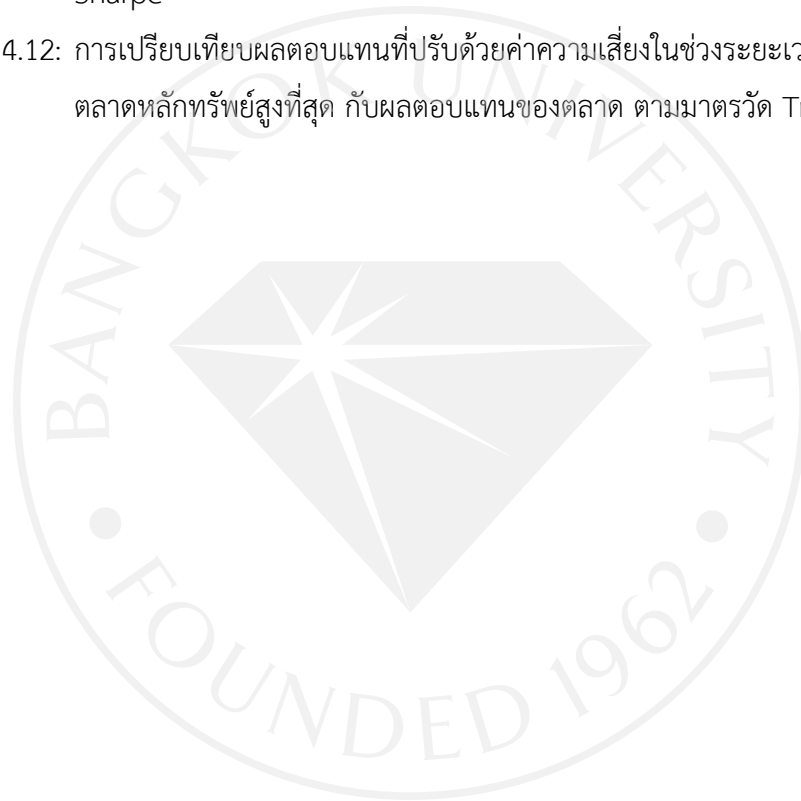 Sharpe
4.12: การเปรียบเทียบผลตอบแทนที่ปรับด้วยค่าความเสี่ยงในช่วงระยะเว
ตลาดหลักทรัพย์สูงที่สุด กับผลตอบแทนของตลาด ตามมาตรวัด Tr
BANGKOK UNIVERSITY
FOUNDED 1962